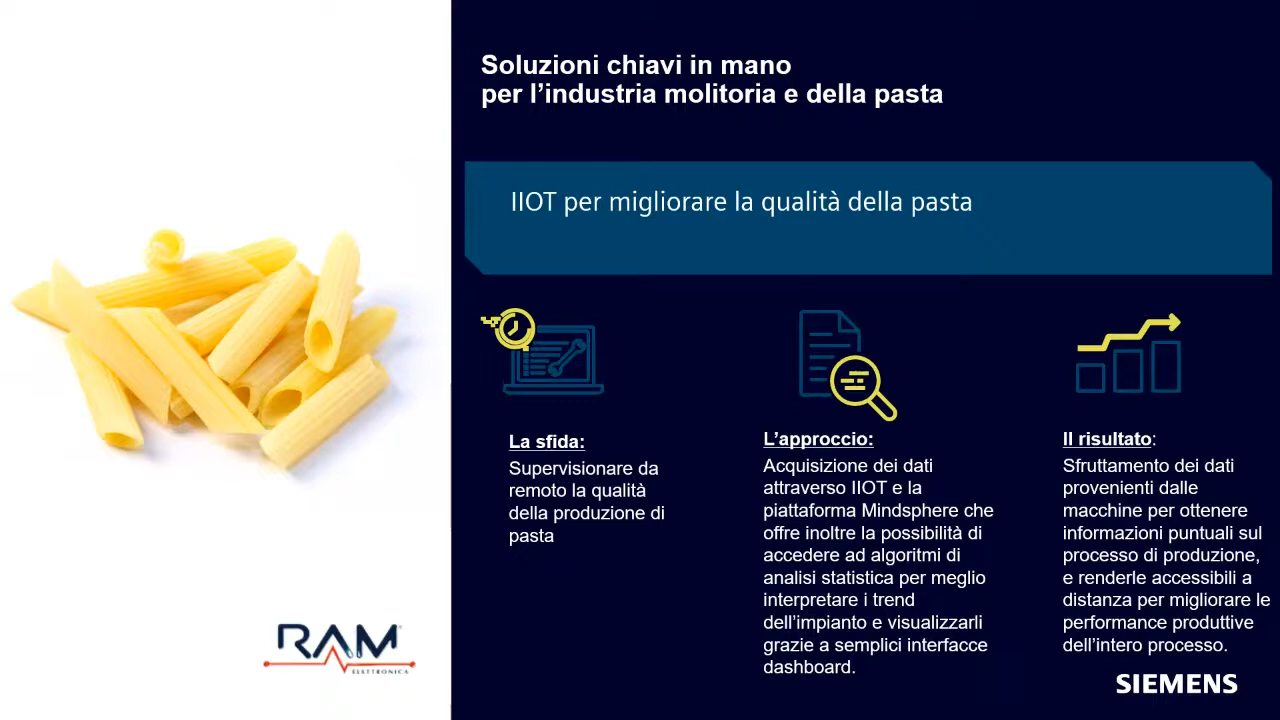 Soluzioni chiavi in mano
per l’industria molitoria e della pasta
IIOT per migliorare la qualità della pasta
La sfida:
Supervisionare da
remoto la qualità
della produzione di
pasta
L’approccio:
Acquisizione dei dati
attraverso IIOT e la
piattaforma Mindsphere che
offre inoltre la possibilità di
accedere ad algoritmi di
analisi statistica per meglio
interpretare i trend
dell’impianto e visualizzarli
grazie a semplici interfacce
dashboard.
Il risultato:
Sfruttamento dei dati
provenienti dalle
macchine per ottenere
informazioni puntuali sul
processo di produzione,
e renderle accessibili a
distanza per migliorare le
performance produttive
dell’intero processo.
RAM
ELETTRONICA
SIEMENS